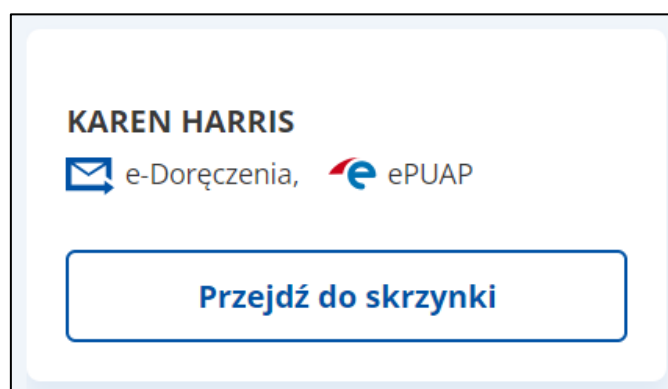 KAREN HARRIS
e-Doręczenia, ePUAP
Przejdź do skrzynki